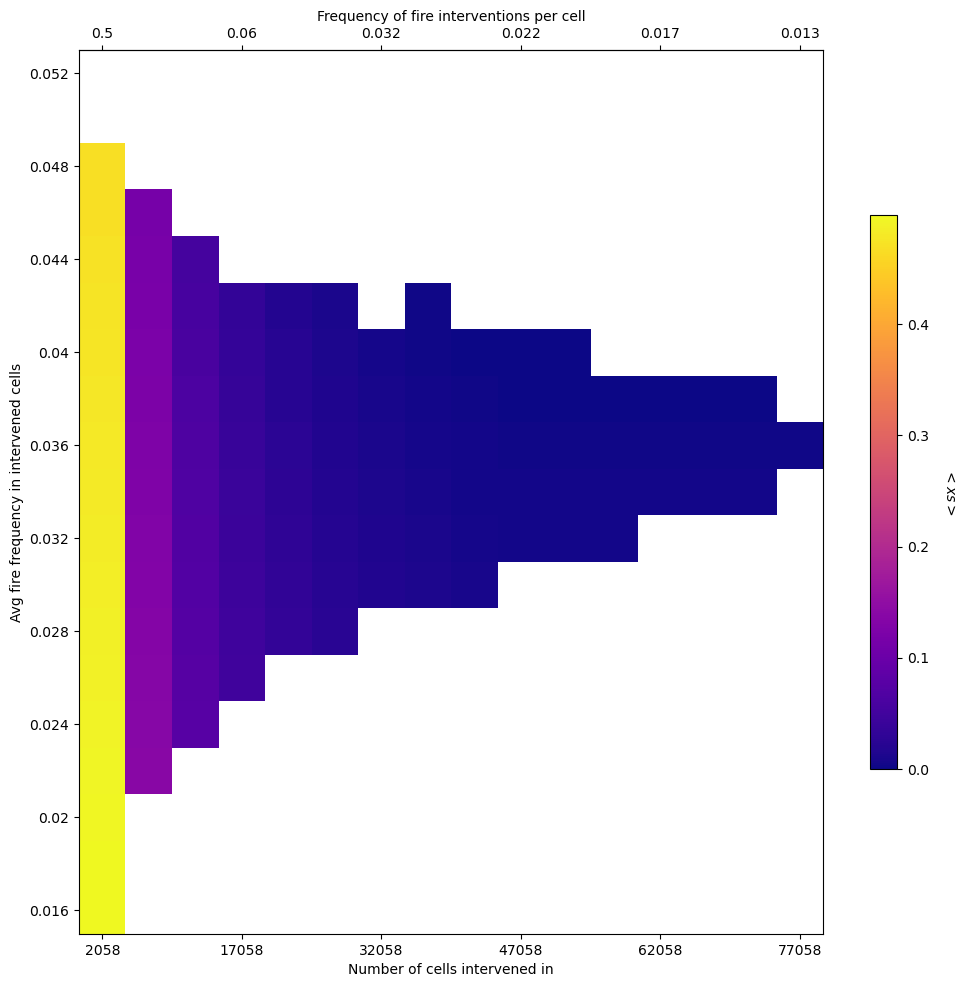 Frequency of fire interventions per cell
0.5 0.06 0.032 0.022 0.017 0.013
0.052
0.048
0.044
0.04
0.036
0.032
0.028
0.024
0.02
0.016
Avg fire frequency in intervened cells
2058 17058 32058 47058 62058 77058
Number of cells intervened in
0.4
0.3
0.2
0.1
0.0
< sx >